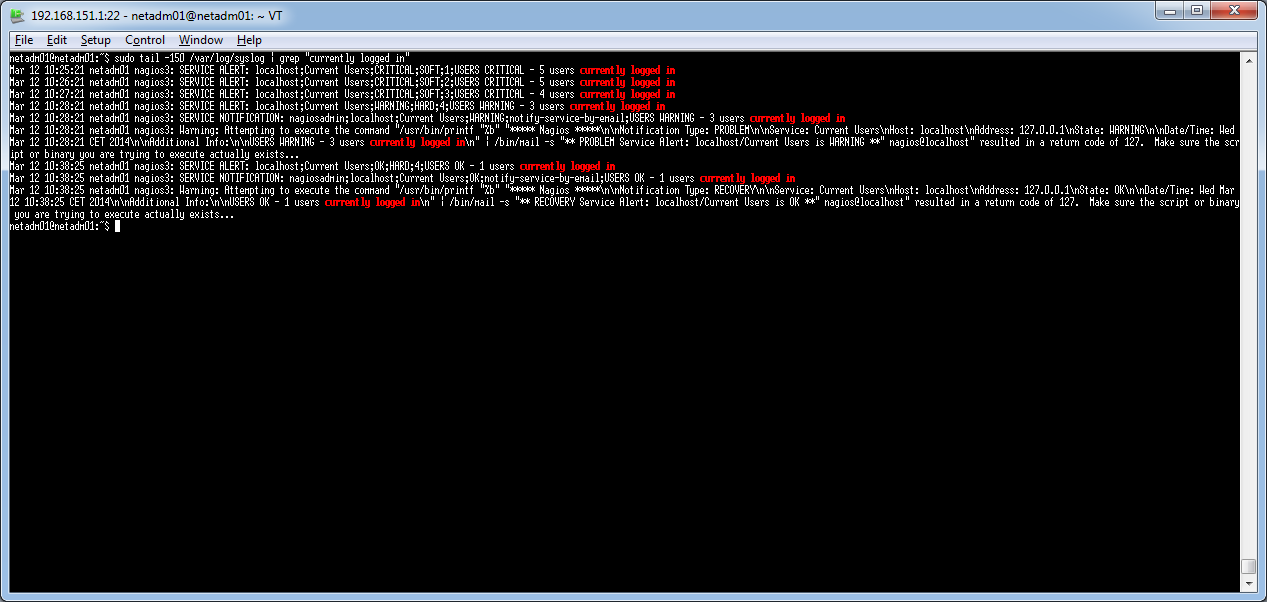 192.168.151.1:22 - netadm01@netadm01: ~ VT
File Edit Setup Control Window Help
netadm01@netadm01:~$ sudo tail -150 /var/log/syslog | grep "currently logged in"
Mar 12 10:25:21 netadm01 nagios3: SERVICE ALERT: localhost;Current Users;CRITICAL;SOFT;1;USERS CRITICAL - 5 users currently logged in
Mar 12 10:26:21 netadm01 nagios3: SERVICE ALERT: localhost;Current Users;CRITICAL;SOFT;2;USERS CRITICAL - 5 users currently logged in
Mar 12 10:27:21 netadm01 nagios3: SERVICE ALERT: localhost;Current Users;CRITICAL;SOFT;3;USERS CRITICAL - 4 users currently logged in
Mar 12 10:28:21 netadm01 nagios3: SERVICE ALERT: localhost;Current Users;WARNING;HARD;4;USERS WARNING - 3 users currently logged in
Mar 12 10:28:21 netadm01 nagios3: SERVICE NOTIFICATION: nagiosadmin;localhost;Current Users;WARNING;notify-service-by-email;USERS WARNING - 3 users currently logged in
Mar 12 10:28:21 netadm01 nagios3: Warning: Attempting to execute the command "/usr/bin/printf "%b" "***** Nagios *****\n\nNotification Type: PROBLEM\n\nService: Current Users\nHost: localhost\nAddress: 127.0.0.1\nState: WARNING\n\nDate/Time: Wed
Mar 12 10:28:21 CET 2014\n\nAdditional Info:\n\nUSERS WARNING - 3 users currently logged in\n" | /bin/mail -s "** PROBLEM Service Alert: localhost/Current Users is WARNING **" nagios@localhost" resulted in a return code of 127.  Make sure the scr
ipt or binary you are trying to execute actually exists...
Mar 12 10:38:25 netadm01 nagios3: SERVICE ALERT: localhost;Current Users;OK;HARD;4;USERS OK - 1 users currently logged in
Mar 12 10:38:25 netadm01 nagios3: SERVICE NOTIFICATION: nagiosadmin;localhost;Current Users;OK;notify-service-by-email;USERS OK - 1 users currently logged in
Mar 12 10:38:25 netadm01 nagios3: Warning: Attempting to execute the command "/usr/bin/printf "%b" "***** Nagios *****\n\nNotification Type: RECOVERY\n\nService: Current Users\nHost: localhost\nAddress: 127.0.0.1\nState: OK\n\nDate/Time: Wed Mar
12 10:38:25 CET 2014\n\nAdditional Info:\n\nUSERS OK - 1 users currently logged in\n" | /bin/mail -s "** RECOVERY Service Alert: localhost/Current Users is OK **" nagios@localhost" resulted in a return code of 127.  Make sure the script or binary
you are trying to execute actually exists...
netadm01@netadm01:~$